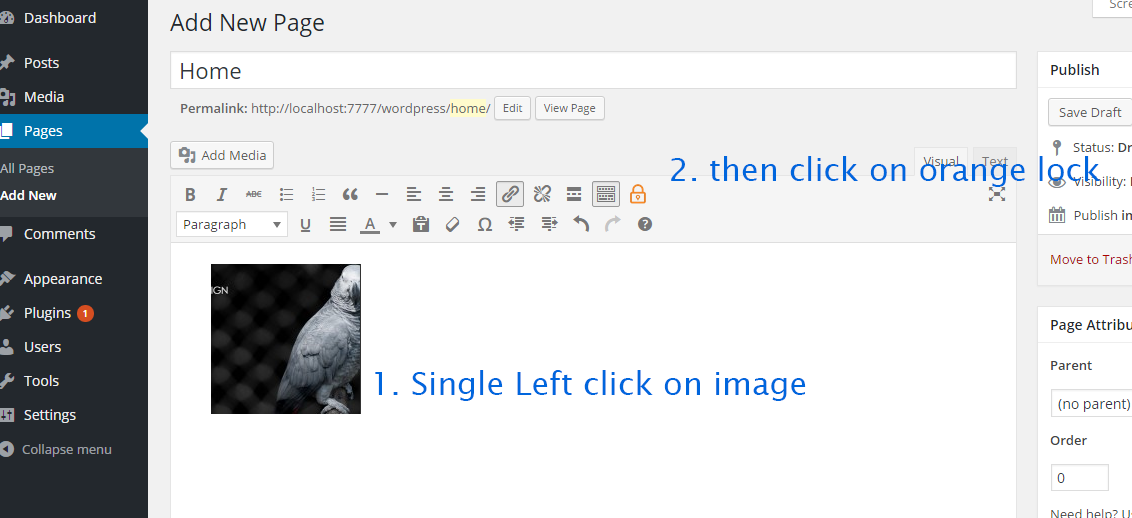 Dashboard
Posts
Media
Pages
All Pages
Add New
Comments
Appearance
Plugins 1
Users
Tools
Settings
Collapse menu
Scre
Add New Page
Home
Permalink: http://localhost:7777/wordpress/home/ Edit View Page
Add Media
Visual Text
2. then click on orange lock
B I ABC
Paragraph U A
IGN
1. Single Left click on image
Publish
Save Draft
Status: Dr
Visibility:
Publish in
Move to Trash
Page Attribu
Parent
(no parent)
Order
0
Need help? U